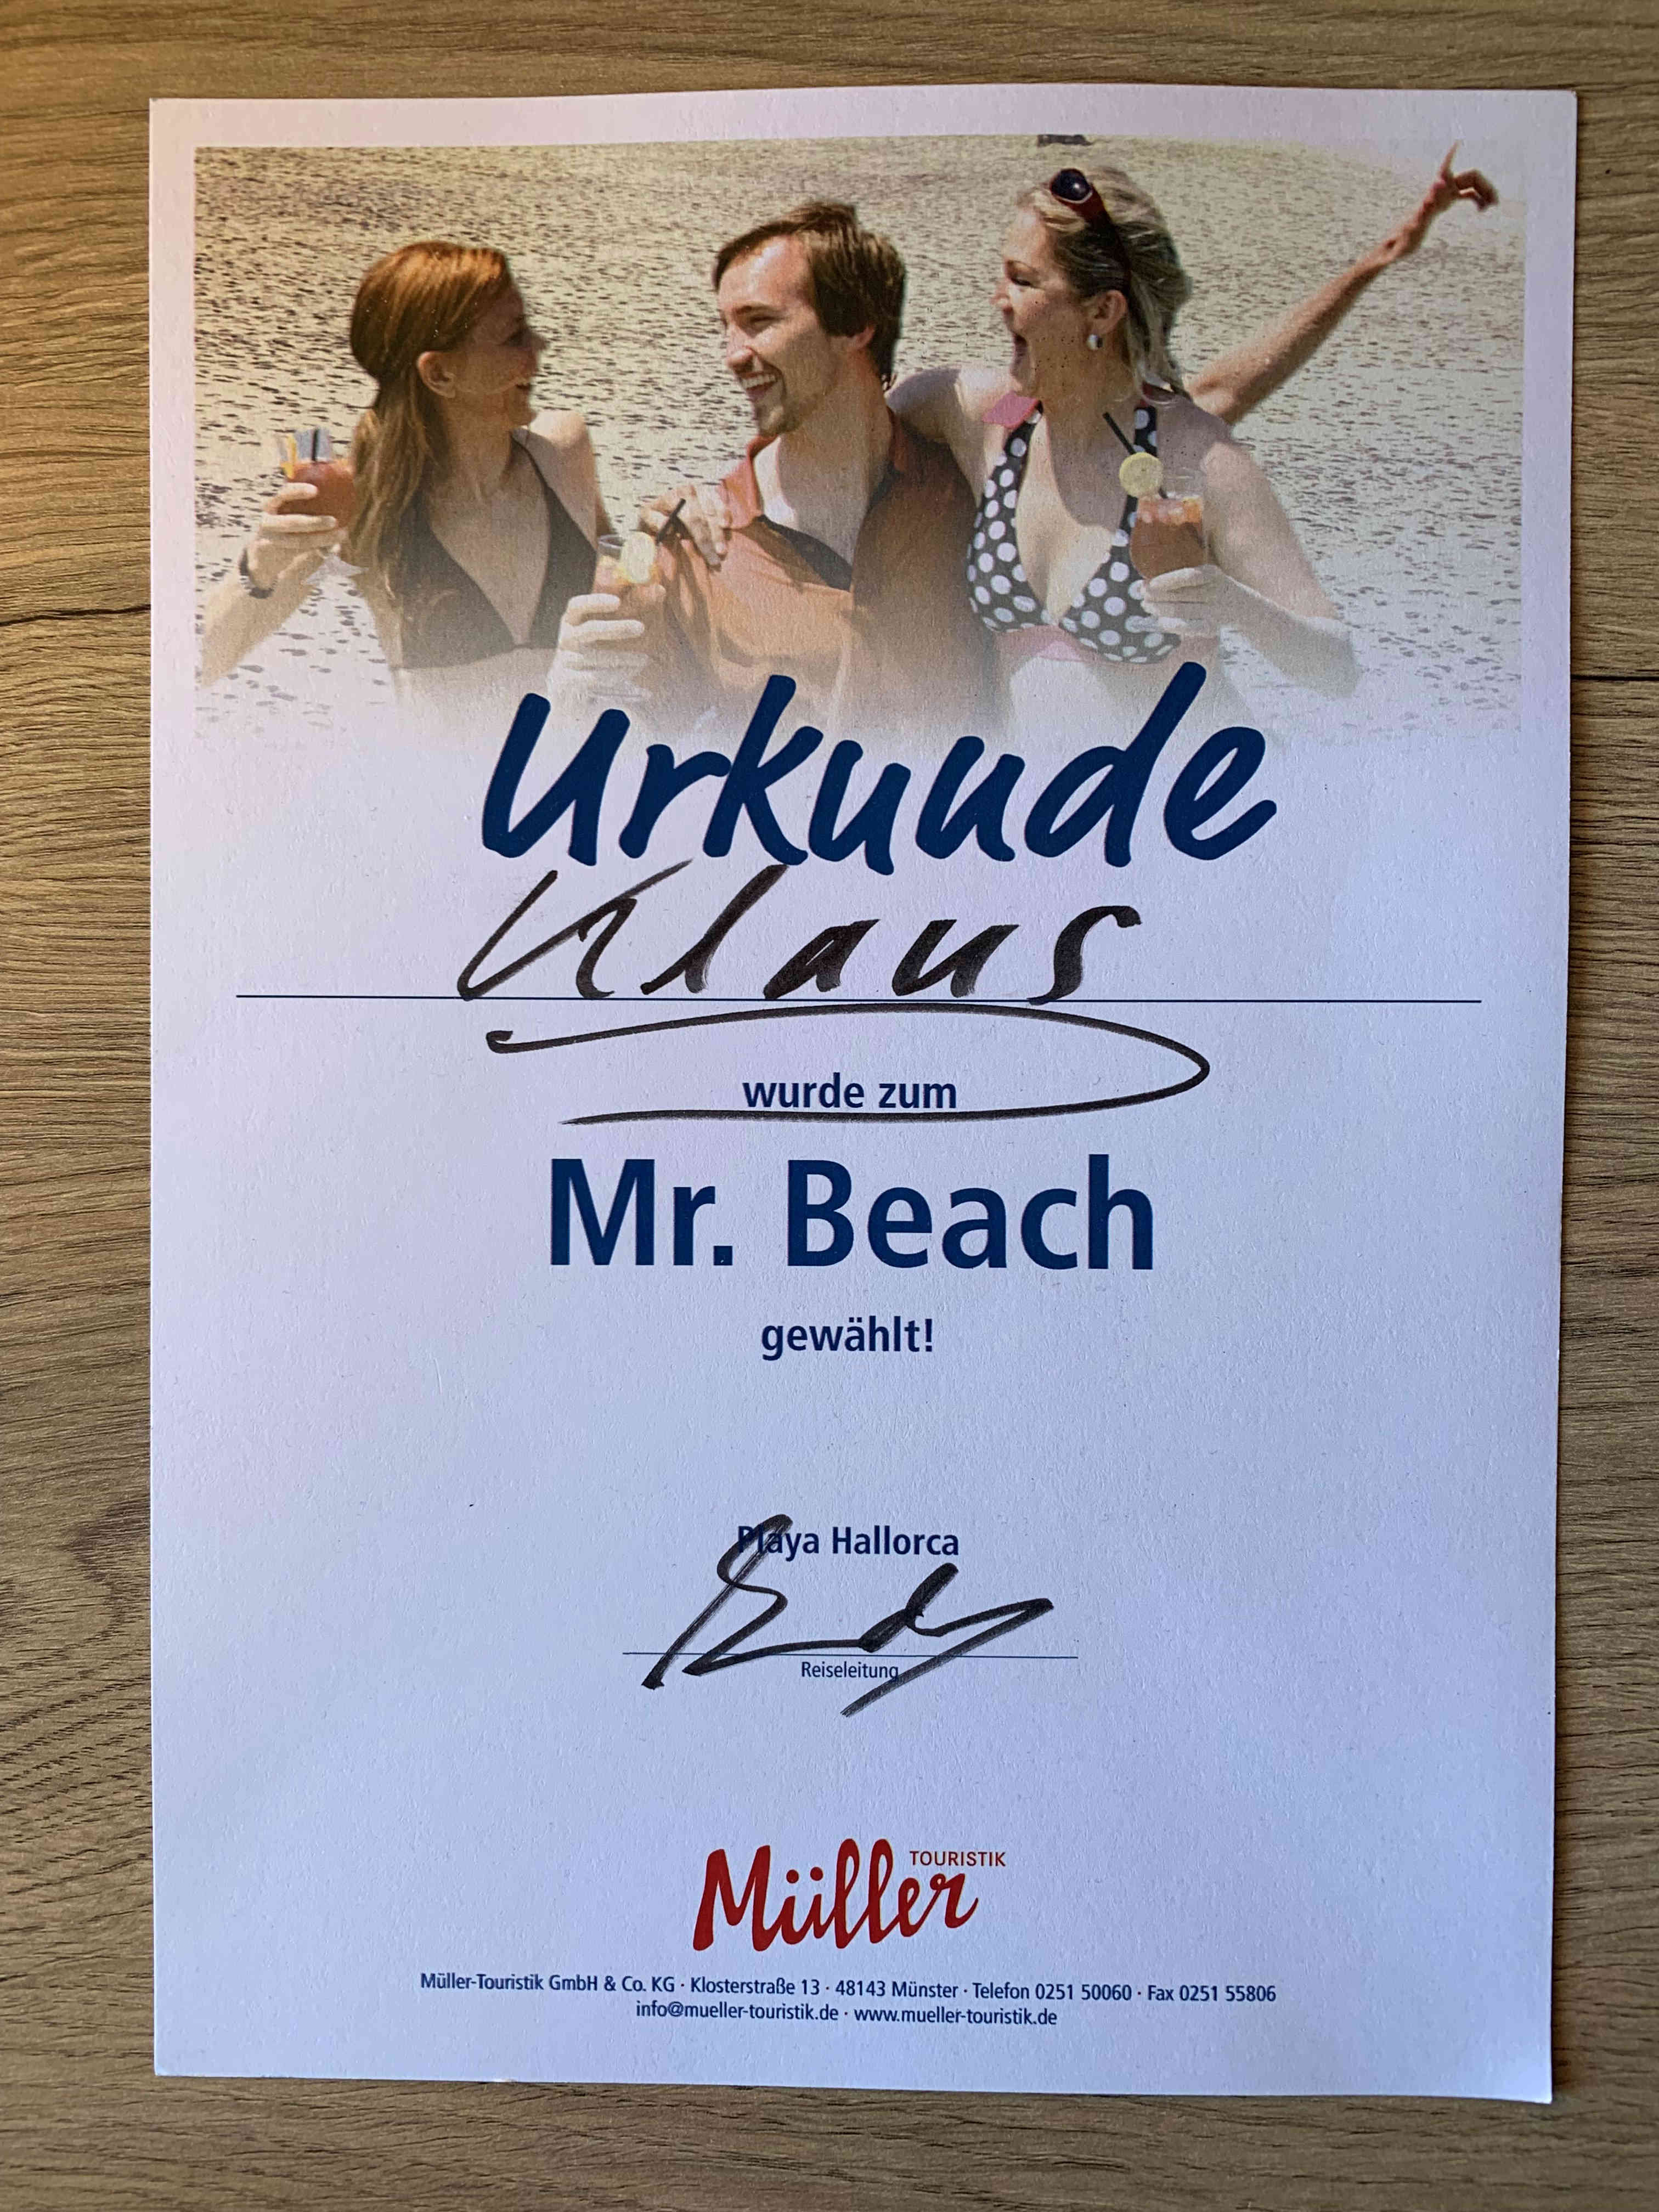 Urkunde
Klaus
wurde zum
Mr. Beach
gewählt!
Playa Hallorca
Reiseleitung
Müller TOURISTIK
Müller-Touristik GmbH & Co. KG · Klosterstraße 13 · 48143 Münster · Telefon 0251 50060 · Fax 0251 55806
info@mueller-touristik.de · www.mueller-touristik.de